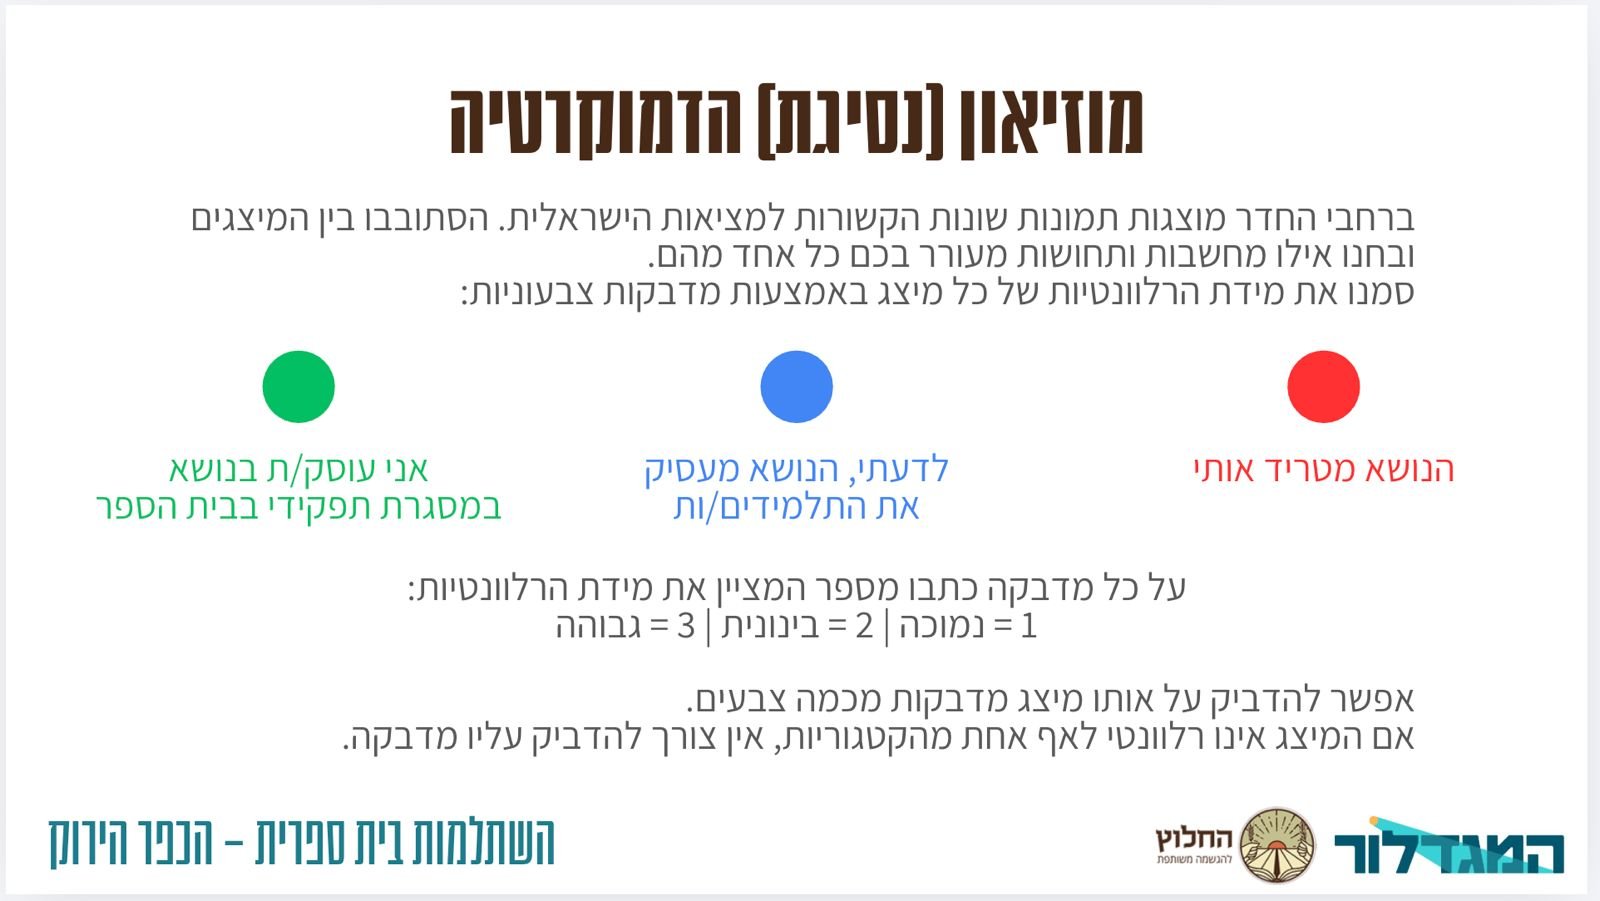 מוזיאון (נסיגת) הדמוקרטיה
ברחבי החדר מוצגות תמונות שונות הקשורות למציאות הישראלית. הסתובבו בין המיצגים
ובחנו אילו מחשבות ותחושות מעורר בכם כל אחד מהם.
סמנו את מידת הרלוונטיות של כל מיצג באמצעות מדבקות צבעוניות:
הנושא מטריד אותי
לדעתי, הנושא מעסיק
את התלמידים/ות
אני עוסק/ת בנושא
במסגרת תפקידי בבית הספר
על כל מדבקה כתבו מספר המציין את מידת הרלוונטיות:
1 = נמוכה | 2 = בינונית | 3 = גבוהה
אפשר להדביק על אותו מיצג מדבקות מכמה צבעים.
אם המיצג אינו רלוונטי לאף אחת מהקטגוריות, אין צורך להדביק עליו מדבקה.
המגדלור
החלוץ
להגשמה משותפת
השתלמות בית ספרית – הכפר הירוק